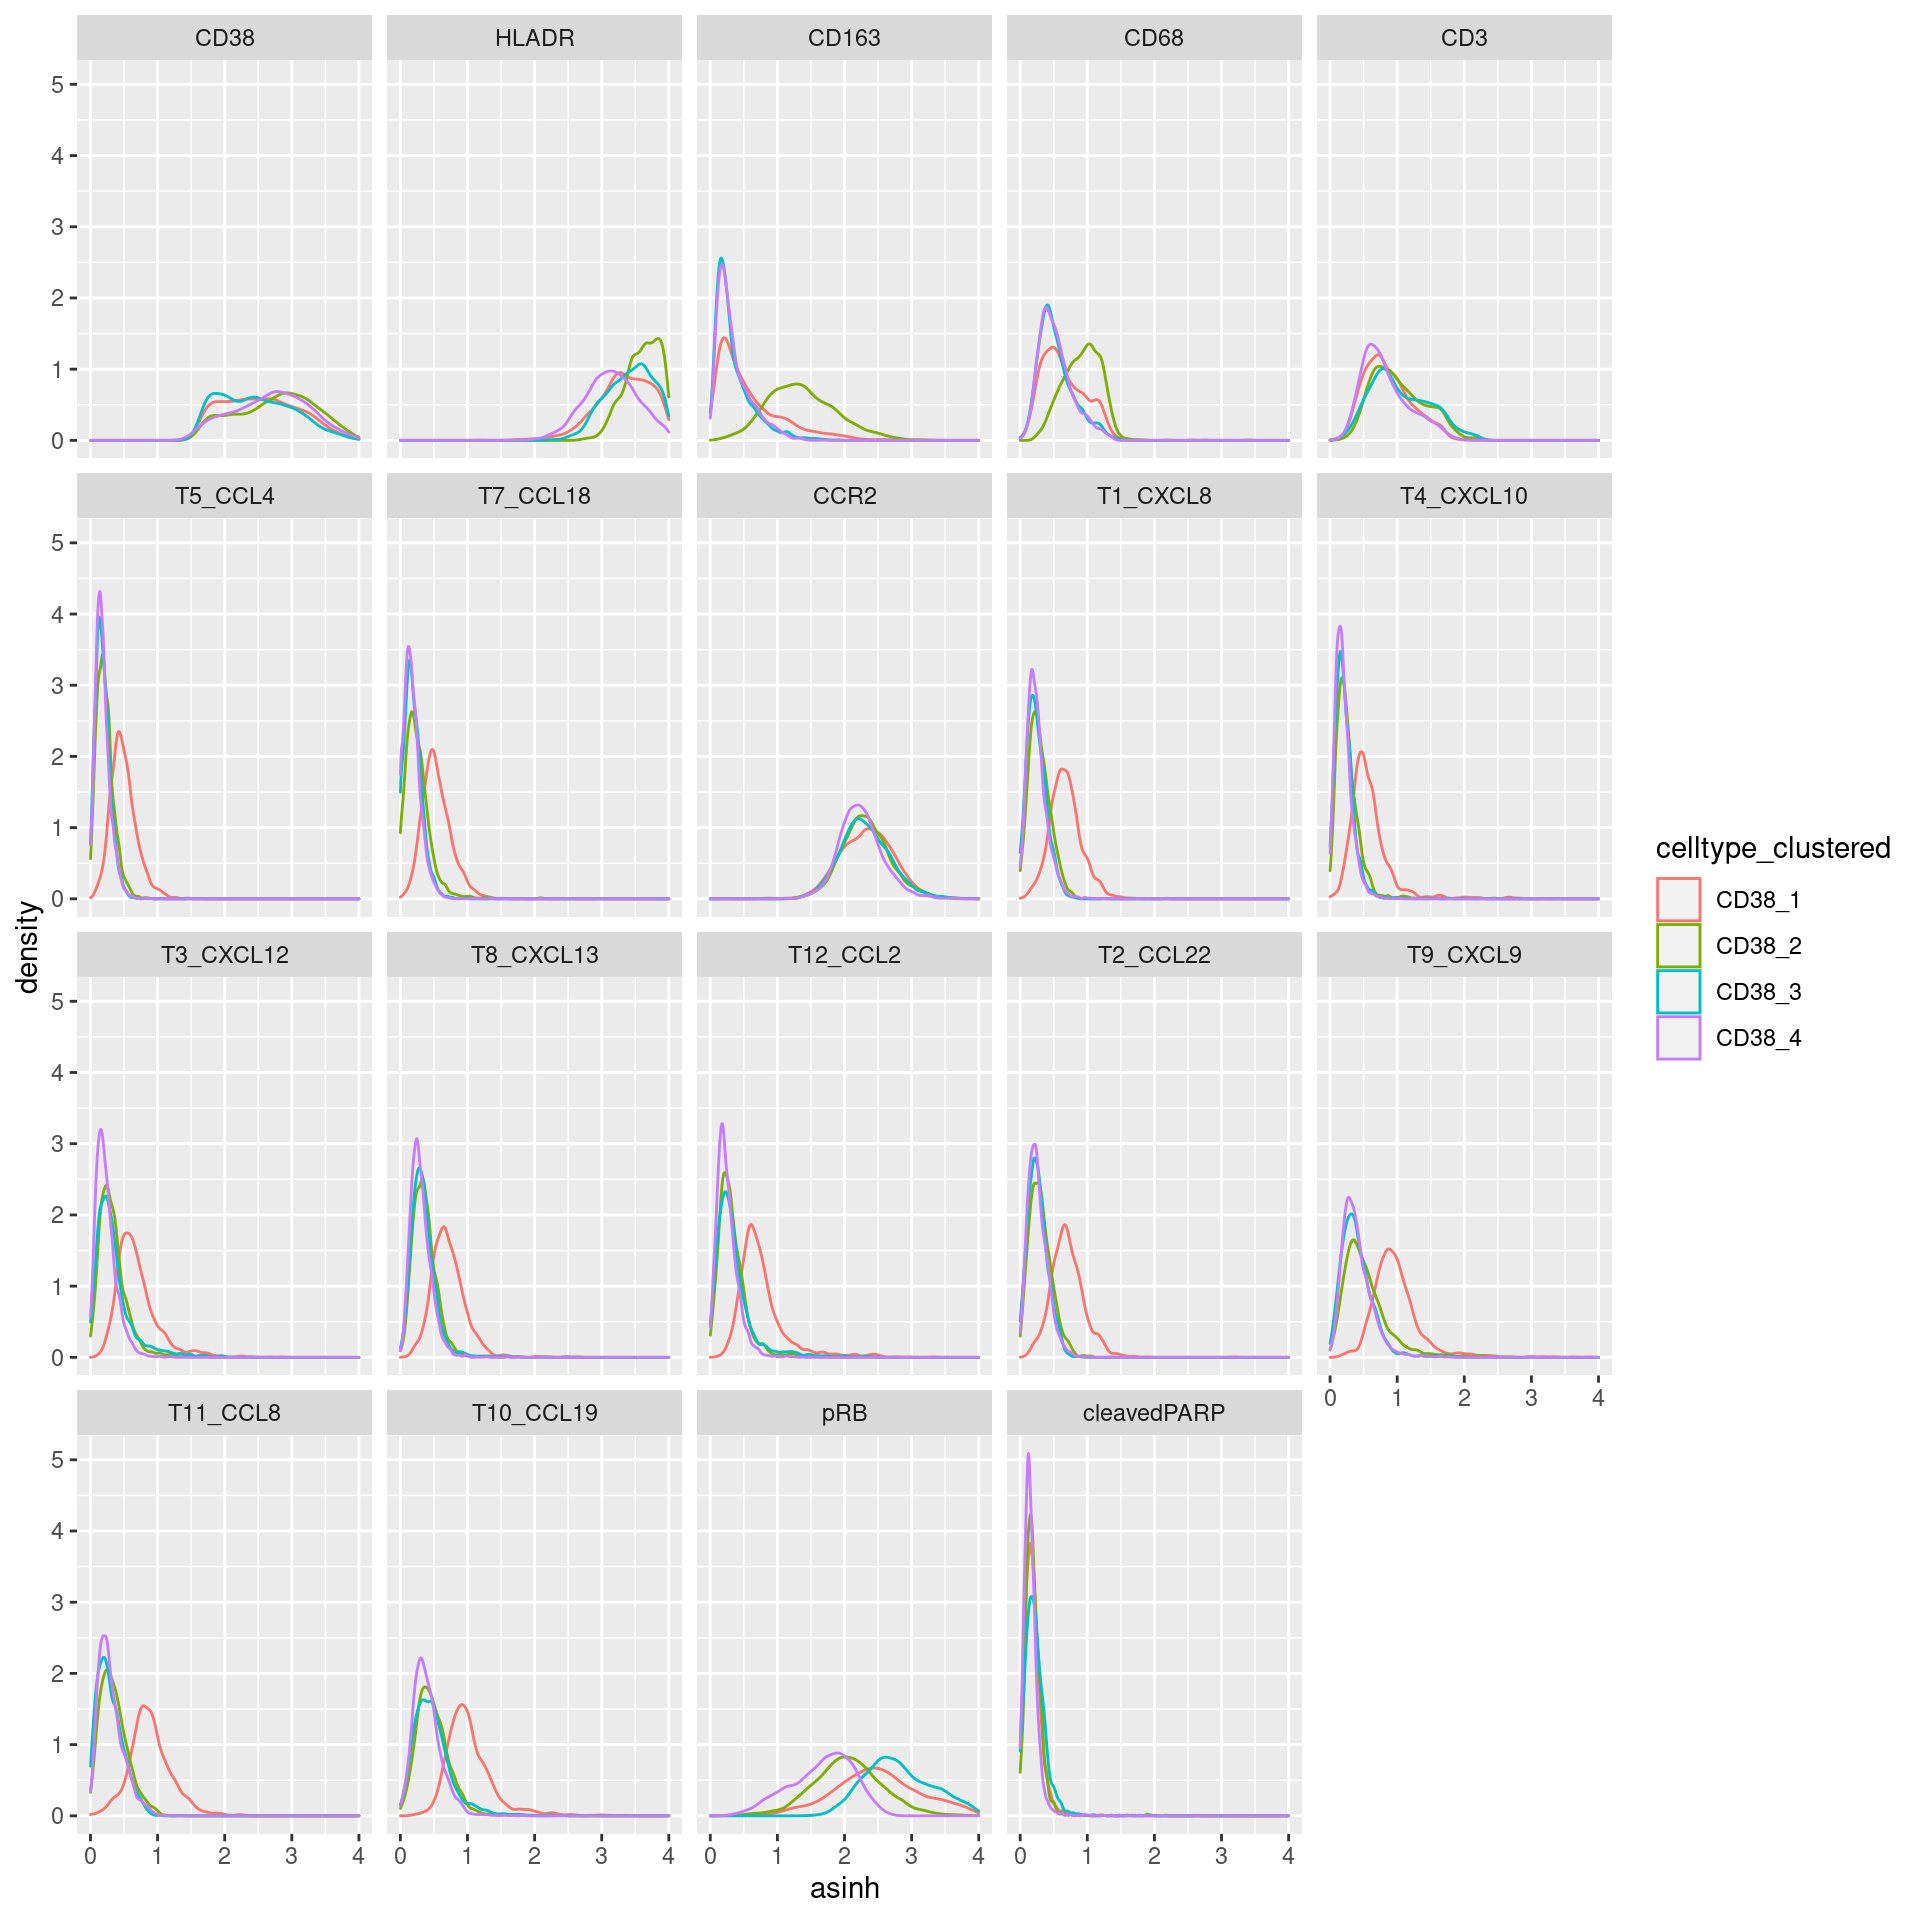 CD38 HLADR CD163 CD68 CD3
5
4
3
2
1
0
T5_CCL4 T7_CCL18 CCR2 T1_CXCL8 T4_CXCL10
5
4
3
2
1
0
T3_CXCL12 T8_CXCL13 T12_CCL2 T2_CCL22 T9_CXCL9
5
4
3
2
1
0
0 1 2 3 4
T11_CCL8 T10_CCL19 pRB cleavedPARP
5
4
3
2
1
0
0 1 2 3 4 0 1 2 3 4 0 1 2 3 4 0 1 2 3 4
asinh
density
celltype_clustered
CD38_1
CD38_2
CD38_3
CD38_4